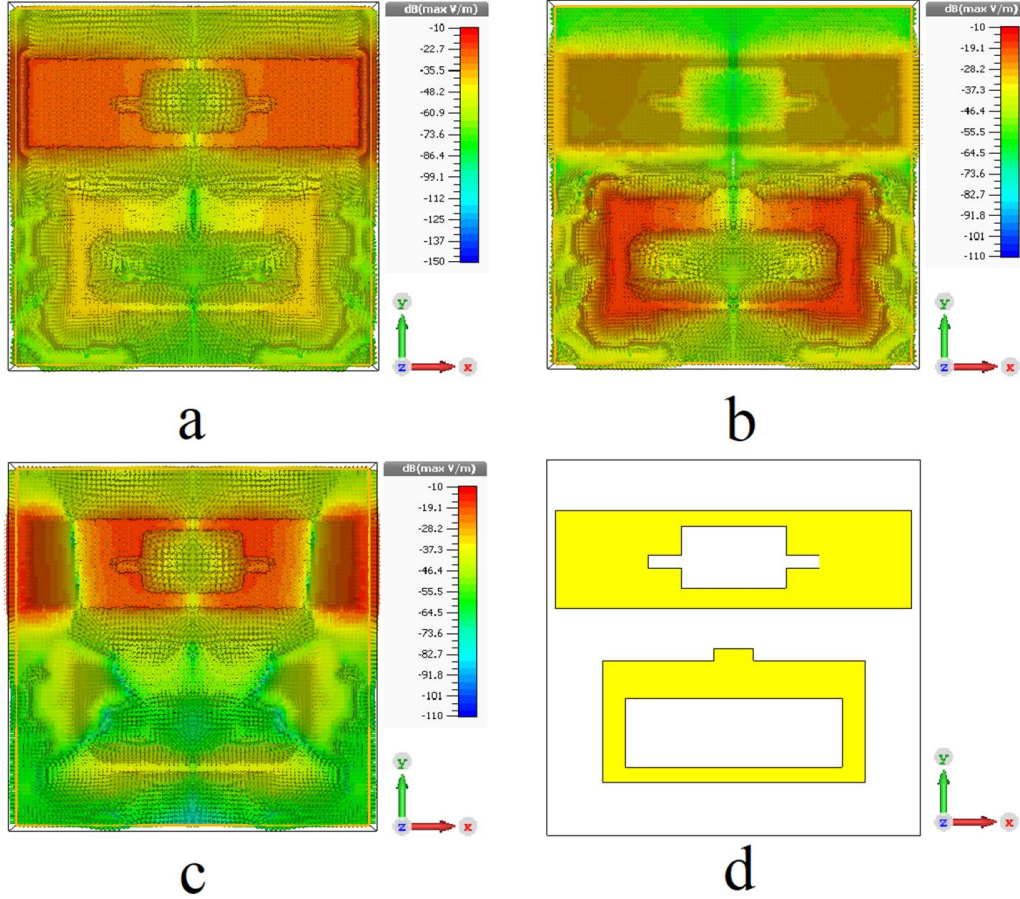 dB(max V/m)
-10
-22.7
-35.5
-48.2
-60.9
-73.6
-86.4
-99.1
-112
-125
-137
-150
y
z
x
a
dB(max V/m)
-10
-19.1
-28.2
-37.3
-46.4
-55.5
-64.5
-73.6
-82.7
-91.8
-101
-110
y
z
x
b
dB(max V/m)
-10
-19.1
-28.2
-37.3
-46.4
-55.5
-64.5
-73.6
-82.7
-91.8
-101
-110
y
z
x
c
y
z
x
d